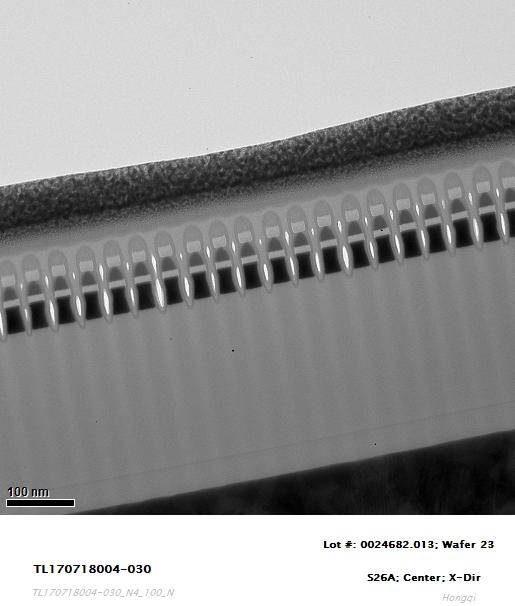 100 nm
Lot #: 0024682.013; Wafer 23
TL170718004-030
S26A; Center; X-Dir
TL170718004-030_N4_100_N
Hongqi